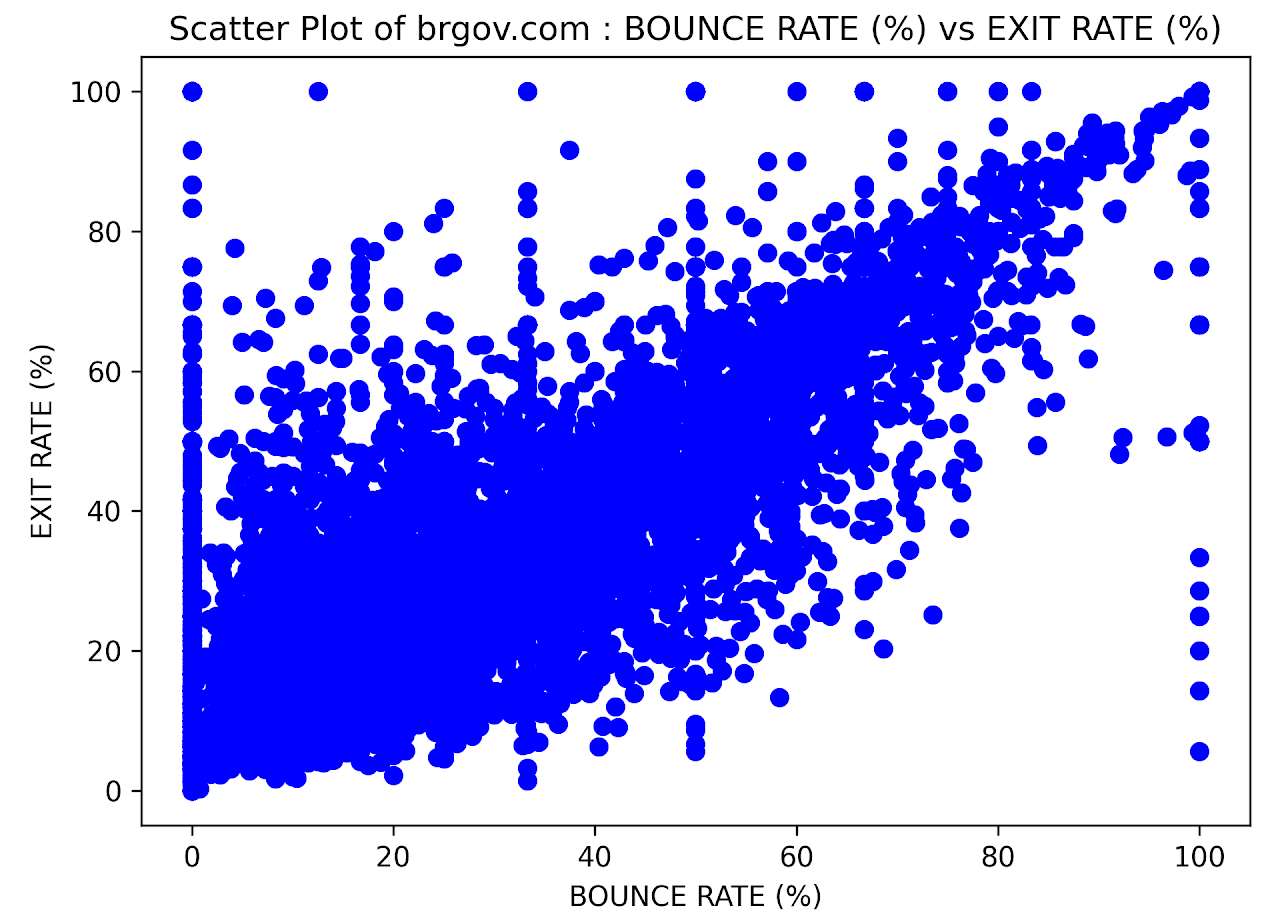 Scatter Plot of brgov.com : BOUNCE RATE (%) vs EXIT RATE (%)
100
80
60
40
20
0
EXIT RATE (%)
0 20 40 60 80 100
BOUNCE RATE (%)